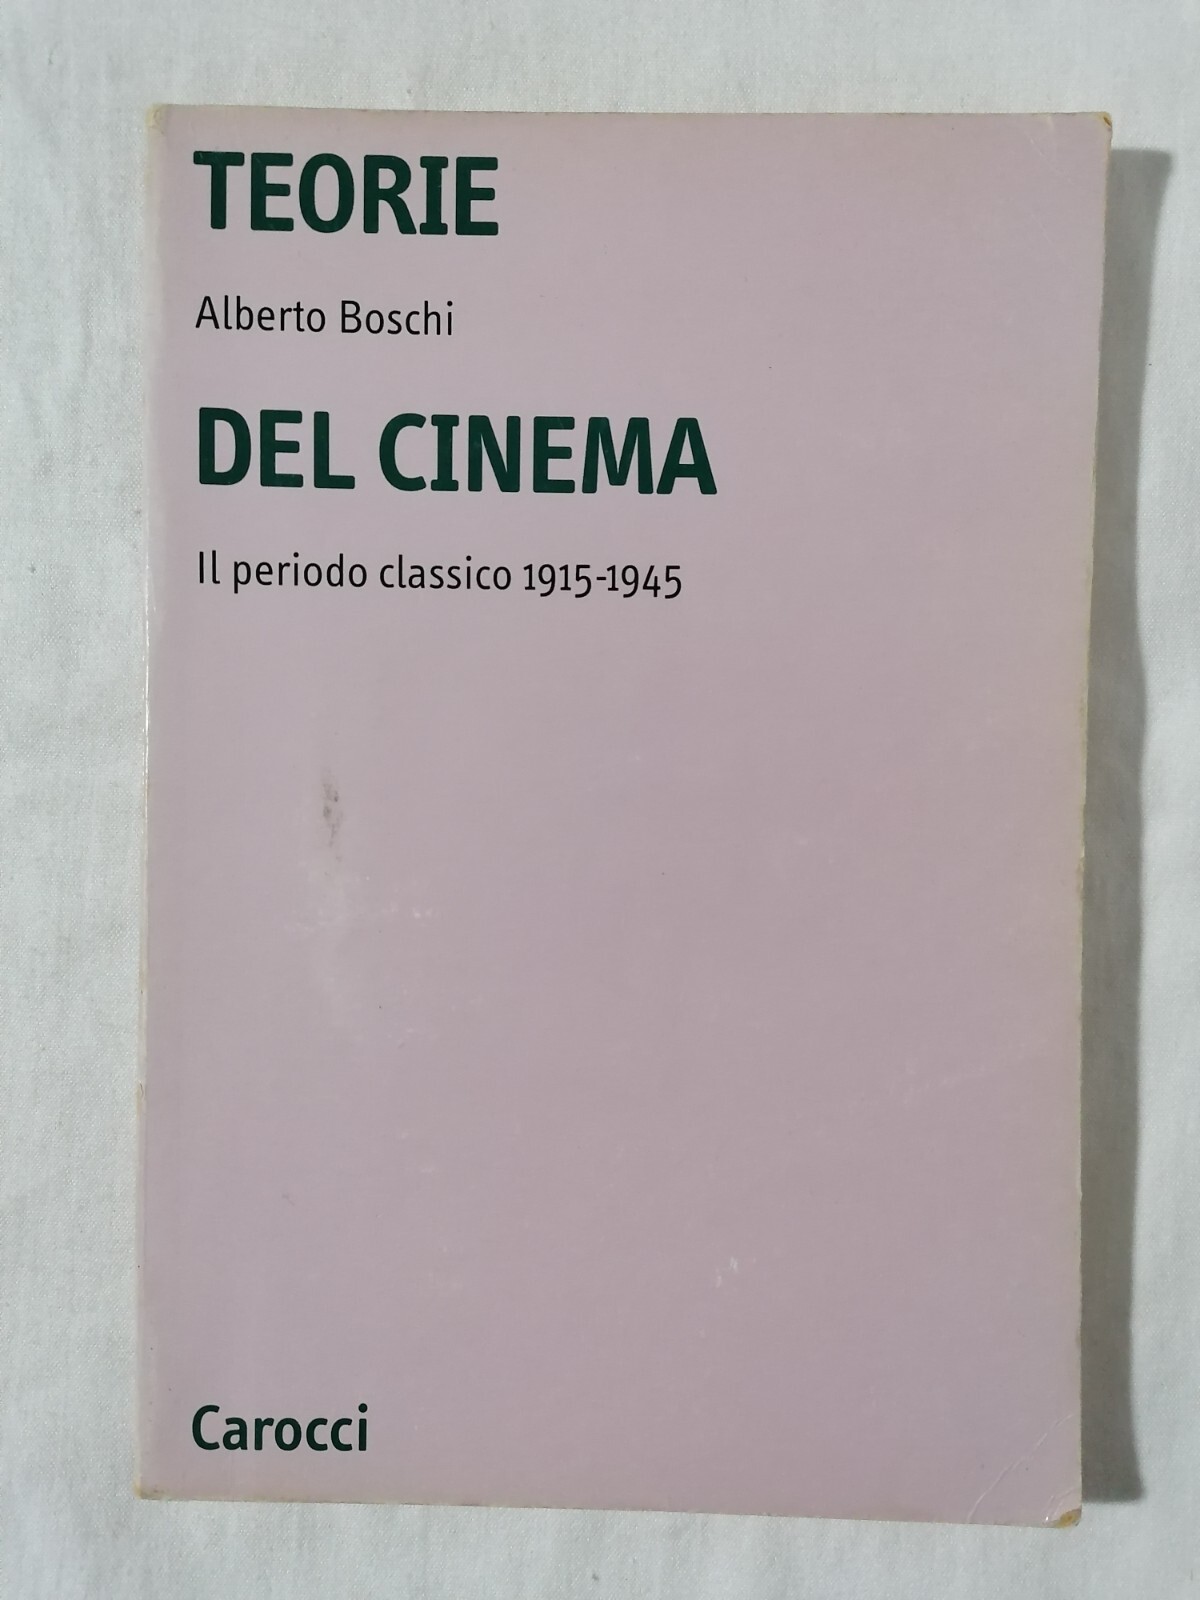 TEORIE
Alberto Boschi
DEL CINEMA
Il periodo classico 1915-1945
Carocci